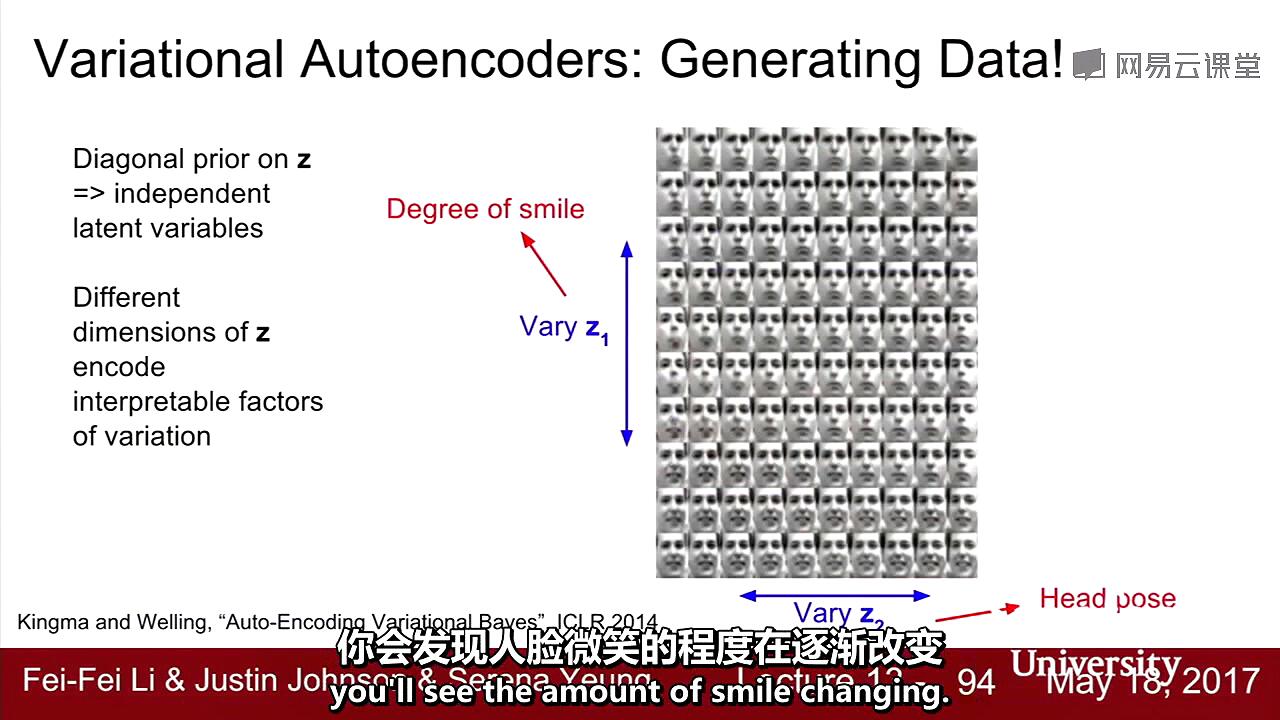 Variational Autoencoders: Generating Data!
网易云课堂
Diagonal prior on z
=> independent
latent variables
Degree of smile
Different
dimensions of z
encode
interpretable factors
of variation
Vary z1
Vary z2
Head pose
Kingma and Welling, “Auto-Encoding Variational Bayes”, ICLR 2014
你会发现人脸微笑的程度在逐渐改变
you'll see the amount of smile changing.
Fei-Fei Li & Justin Johnson & Serena Yeung
Lecture 13 -
94
University
May 18, 2017